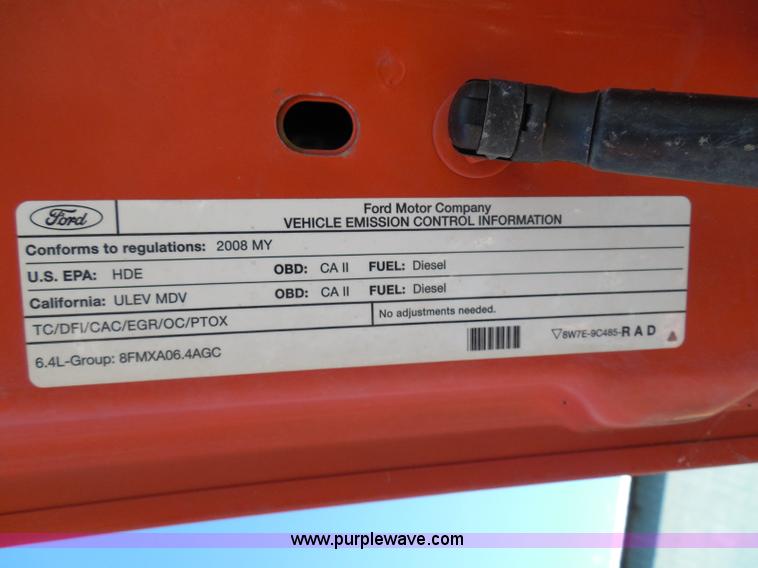 Ford
Ford Motor Company
VEHICLE EMISSION CONTROL INFORMATION
Conforms to regulations: 2008 MY
U.S. EPA: HDE OBD: CA II FUEL: Diesel
California: ULEV MDV OBD: CA II FUEL: Diesel
TC/DFI/CAC/EGR/OC/PTOX No adjustments needed.
6.4L-Group: 8FMXA06.4AGC ▽8W7E-9C485-R A D
www.purplewave.com